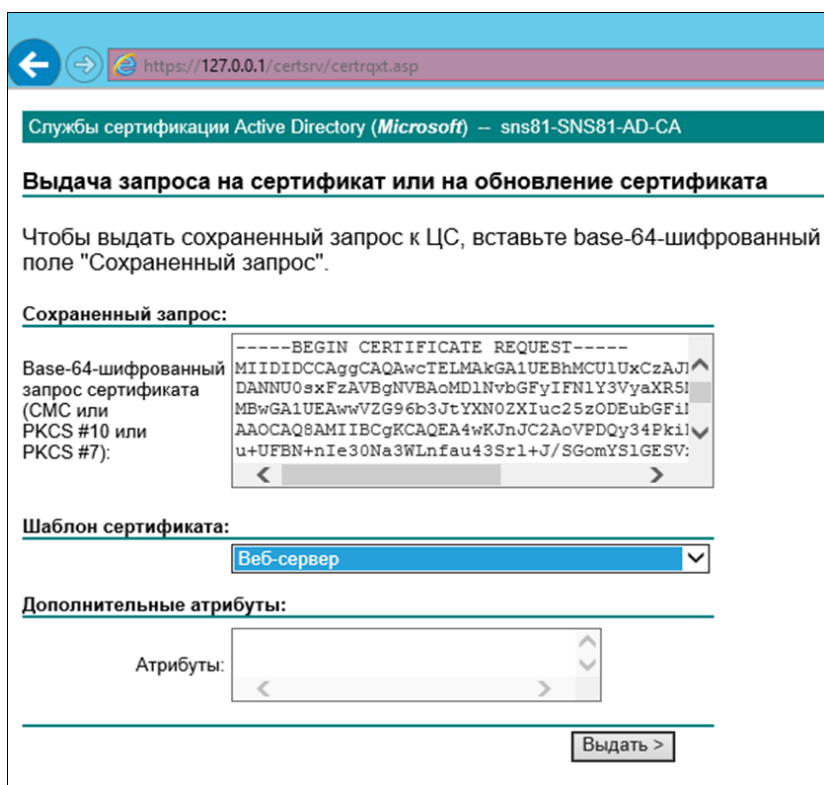 https://127.0.0.1/certsrv/certrqxt.asp
Службы сертификации Active Directory (Microsoft) -- sns81-SNS81-AD-CA
Выдача запроса на сертификат или на обновление сертификата
Чтобы выдать сохраненный запрос к ЦС, вставьте base-64-шифрованный
поле "Сохраненный запрос".
Сохраненный запрос:
Base-64-шифрованный
запрос сертификата
(CMC или
PKCS #10 или
PKCS #7):
-----BEGIN CERTIFICATE REQUEST-----
MIIDIDCCAggCAQAwcTELMAkGA1UEBhMCUlUxCzAJ
DANNU0sxFzAVBgNVBAoMDlNvbGFyIFNlY3VyaXR5
MBwGA1UEAwwVZG96b3JtYXN0ZXIuc25zODEubGFi
AAOCAQ8AMIIBCgKCAQEA4wKJnJC2AoVPDQy34Pki
u+UFBN+nIe30Na3WLnfau43Srl+J/SGomYSlGESV
Шаблон сертификата:
Веб-сервер
Дополнительные атрибуты:
Атрибуты:
Выдать >